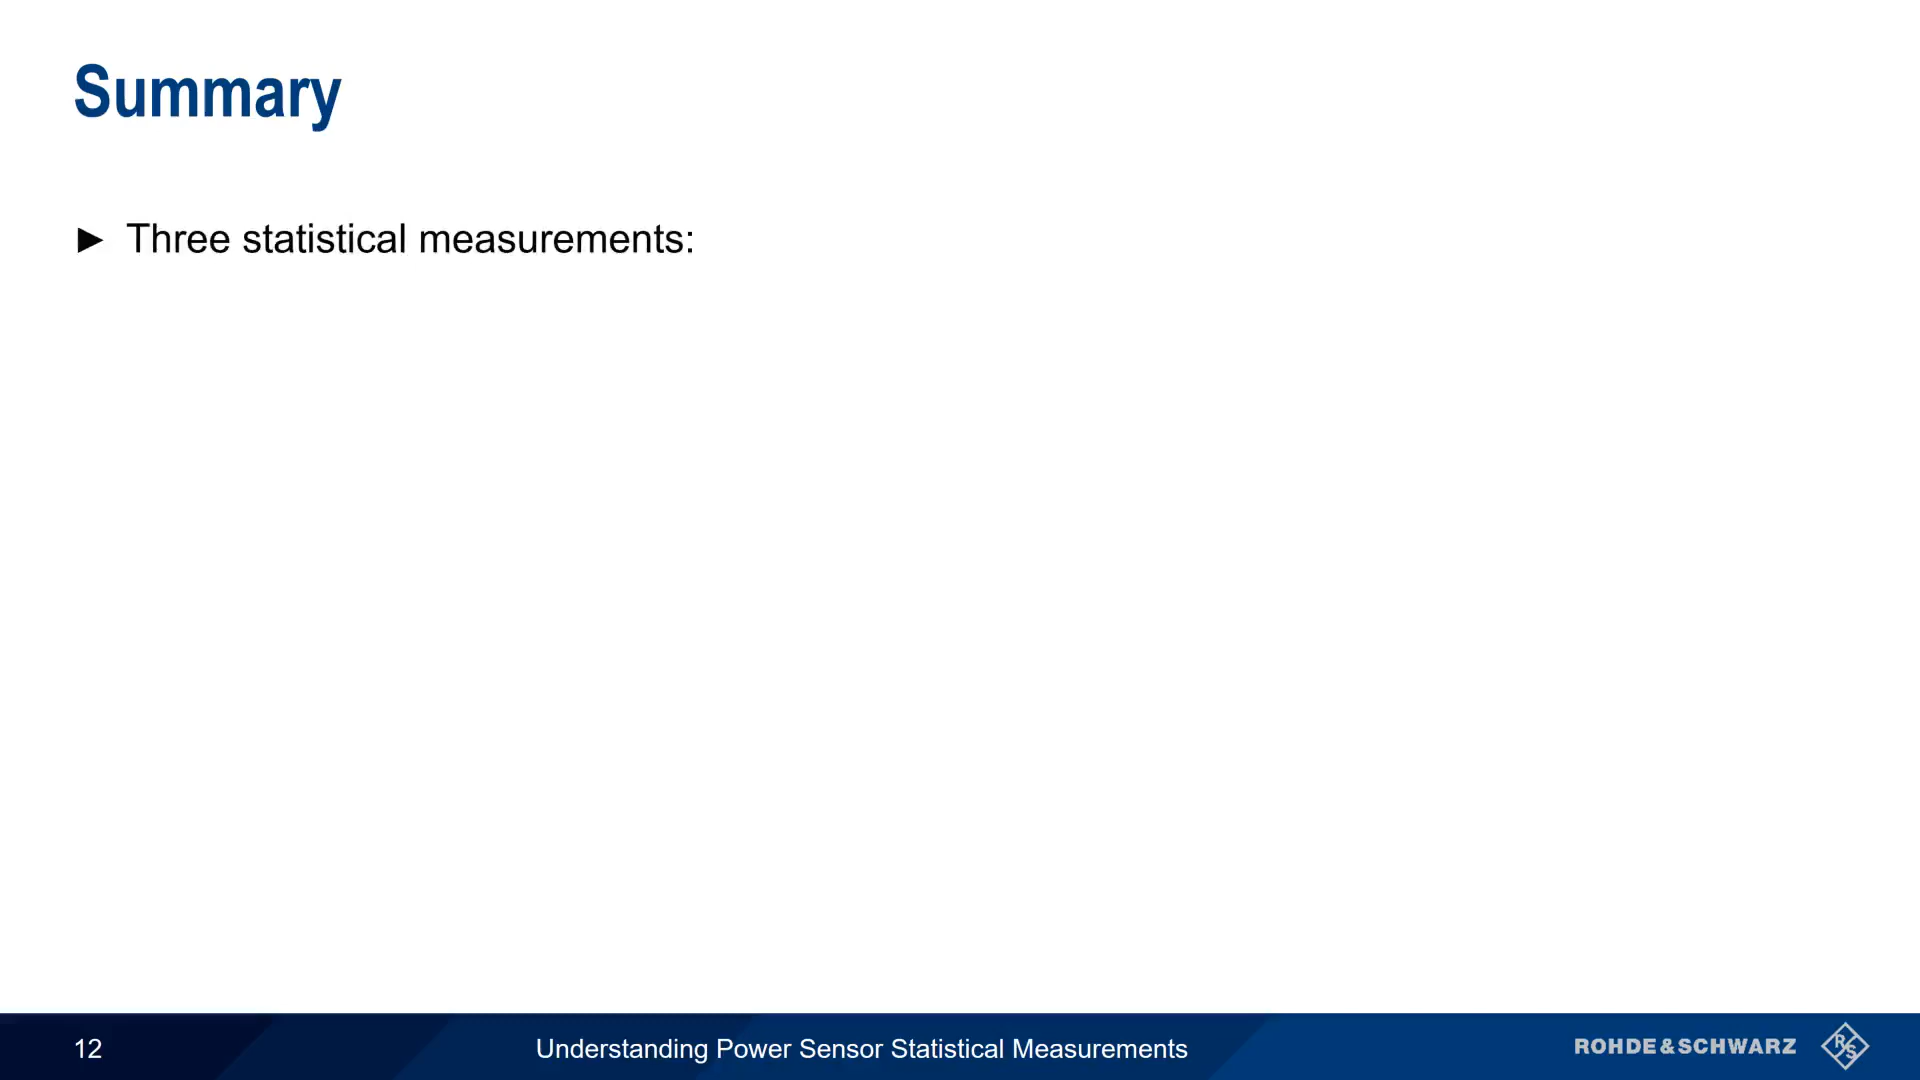 Summary
► Three statistical measurements:
12
Understanding Power Sensor Statistical Measurements
ROHDE&SCHWARZ
R&S